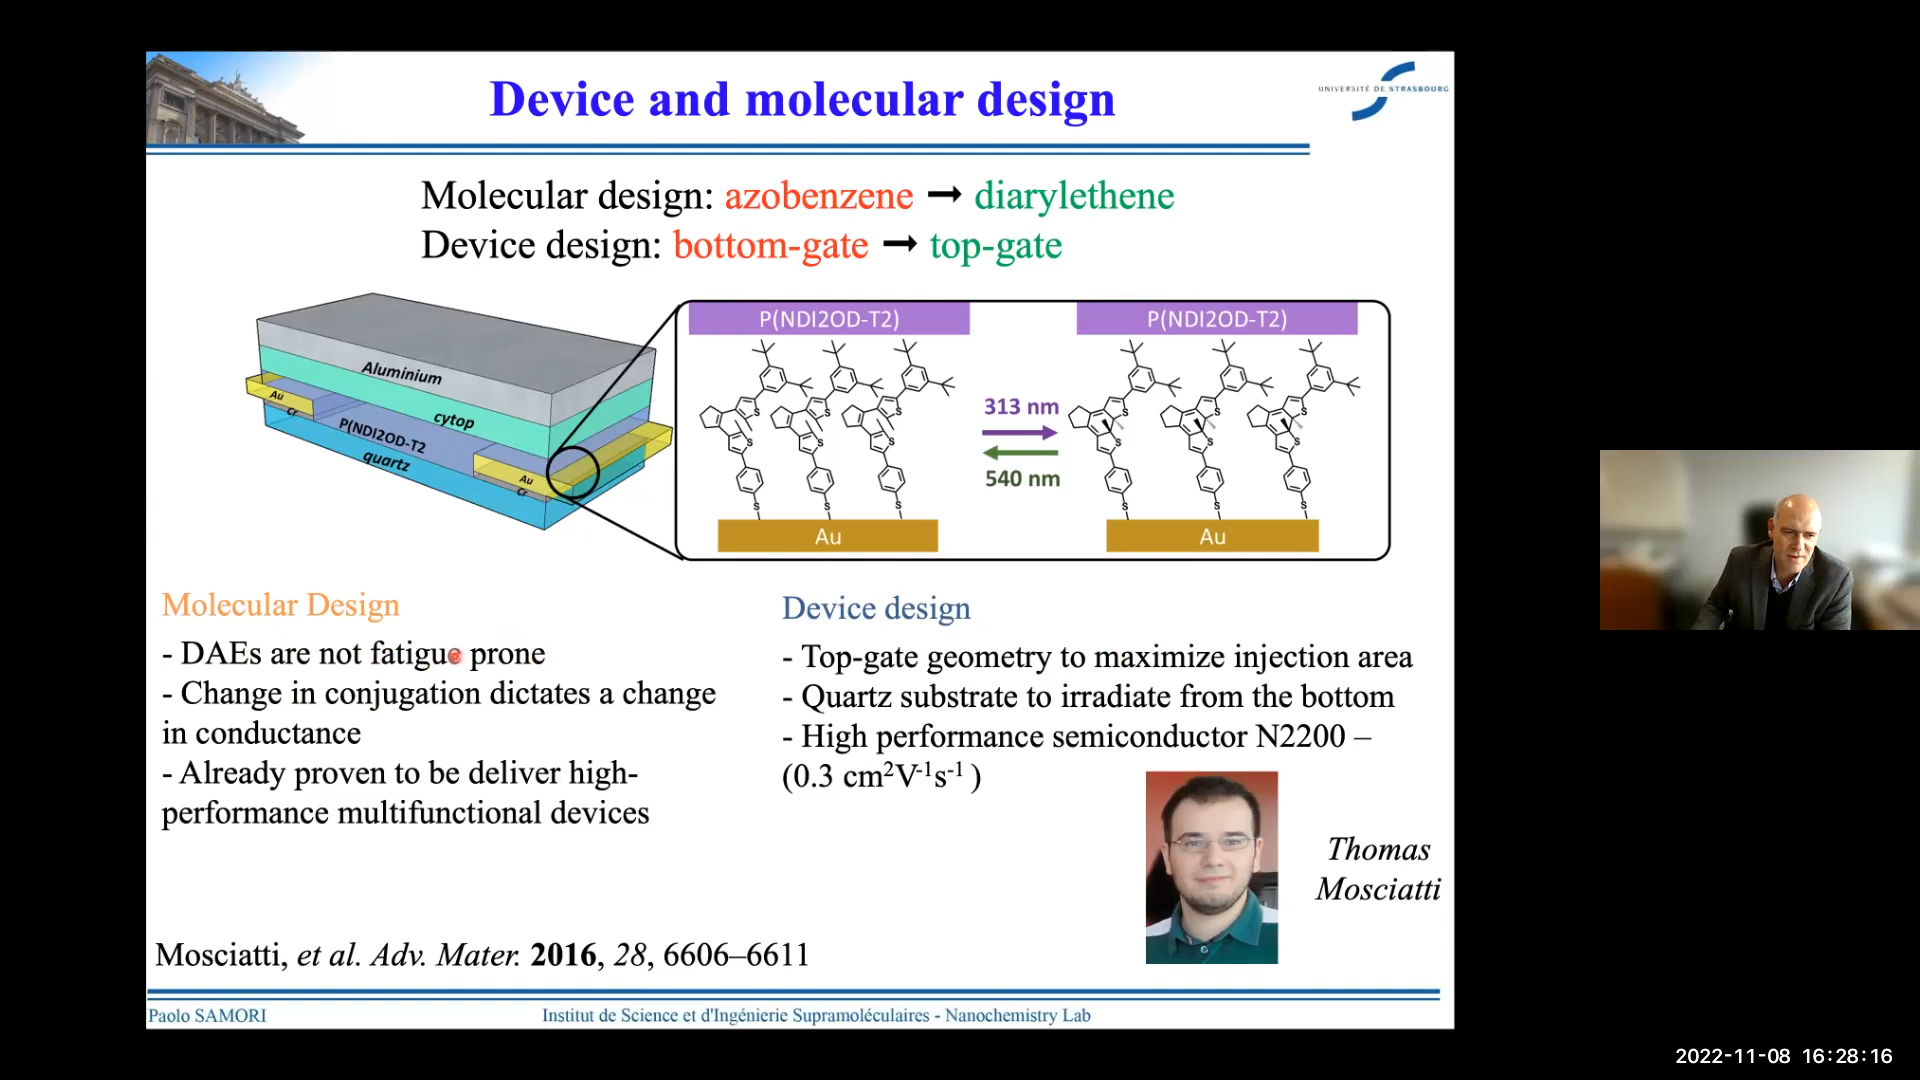 Device and molecular design
UNIVERSITÉ DE STRASBOURG
Molecular design: azobenzene ➞ diarylethene
Device design: bottom-gate ➞ top-gate
Aluminium
cytop
Au
Cr
P(NDI2OD-T2
quartz
Au
Cr
P(NDI2OD-T2)
S S S
S S S
S S S
Au
313 nm
540 nm
P(NDI2OD-T2)
S S S
S S S
S S S
Au
Molecular Design
- DAEs are not fatigue prone
- Change in conjugation dictates a change
in conductance
- Already proven to be deliver high-
performance multifunctional devices
Device design
- Top-gate geometry to maximize injection area
- Quartz substrate to irradiate from the bottom
- High performance semiconductor N2200 –
(0.3 cm²V⁻¹s⁻¹ )
Thomas
Mosciatti
Mosciatti, et al. Adv. Mater. 2016, 28, 6606–6611
Paolo SAMORI
Institut de Science et d'Ingénierie Supramoléculaires - Nanochemistry Lab
2022-11-08 16:28:16